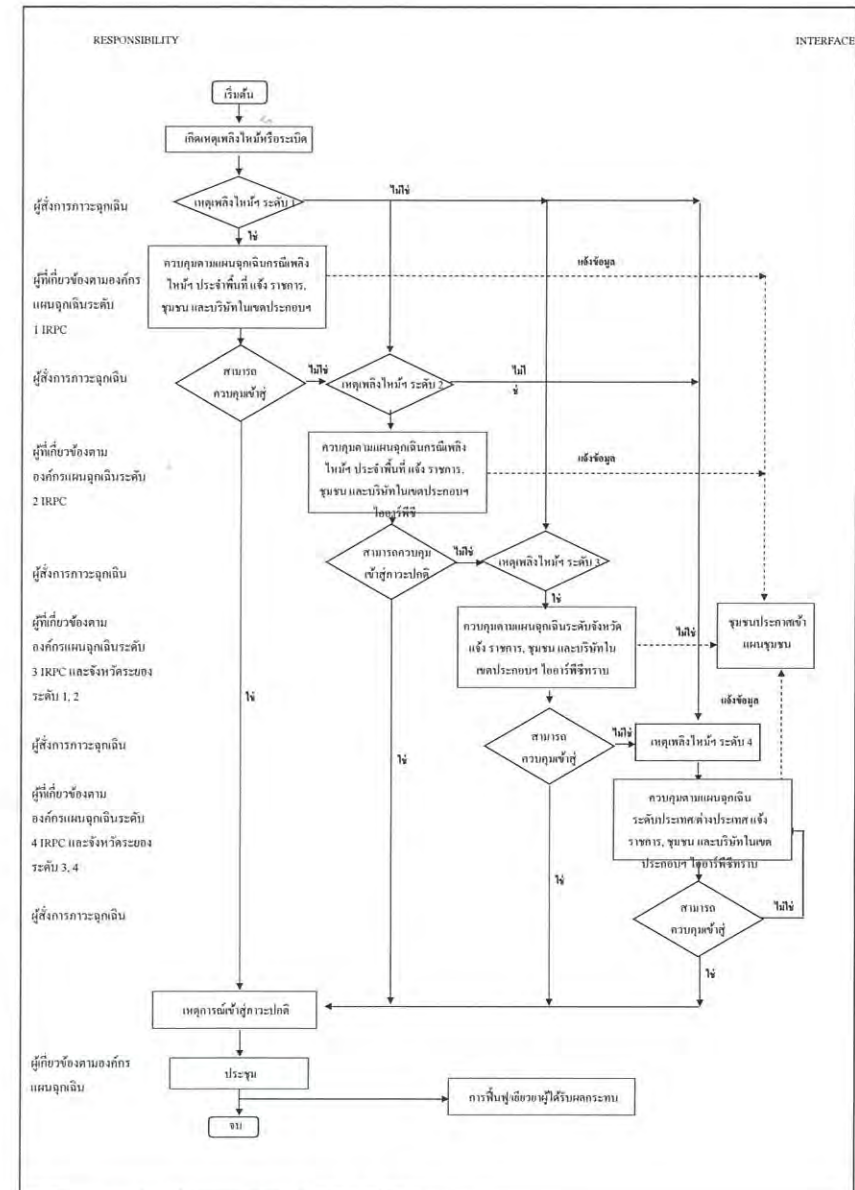 RESPONSIBILITY
INTERFACE
เริ่มต้น
เกิดเหตุเพลิงไหม้หรือระเบิด
ผู้สั่งการภาวะฉุกเฉิน
เหตุเพลิงไหม้ฯ ระดับ 1
ไม่ใช่
ใช่
ผู้ที่เกี่ยวข้องตามองค์กร
แผนฉุกเฉินระดับ
1 IRPC
ควบคุมตามแผนฉุกเฉินกรณีเพลิง
ไหม้ฯ ประจำพื้นที่ แจ้ง ราชการ,
ชุมชน และบริษัทในเขตประกอบฯ
แจ้งข้อมูล
ผู้สั่งการภาวะฉุกเฉิน
สามารถ
ควบคุมเข้าสู่
ไม่ใช่
เหตุเพลิงไหม้ฯ ระดับ 2
ไม่ใ
ช่
ผู้ที่เกี่ยวข้องตาม
องค์กรแผนฉุกเฉินระดับ
2 IRPC
ควบคุมตามแผนฉุกเฉินกรณีเพลิง
ไหม้ฯ ประจำพื้นที่ แจ้ง ราชการ,
ชุมชน และบริษัทในเขตประกอบฯ
ไออาร์พีซี
แจ้งข้อมูล
ผู้สั่งการภาวะฉุกเฉิน
สามารถควบคุม
เข้าสู่ภาวะปกติ
ไม่ใช่
เหตุเพลิงไหม้ฯ ระดับ 3
ใช่
ผู้ที่เกี่ยวข้องตาม
องค์กรแผนฉุกเฉินระดับ
3 IRPC และจังหวัดระยอง
ระดับ 1, 2
ควบคุมตามแผนฉุกเฉินระดับจังหวัด
แจ้ง ราชการ, ชุมชน และบริษัทใน
เขตประกอบฯ ไออาร์พีซีทราบ
ไม่ใช่
ชุมชนประกาศเข้า
แผนชุมชน
ใช่
แจ้งข้อมูล
ผู้สั่งการภาวะฉุกเฉิน
สามารถ
ควบคุมเข้าสู่
ไม่ใช่
เหตุเพลิงไหม้ฯ ระดับ 4
ใช่
ผู้ที่เกี่ยวข้องตาม
องค์กรแผนฉุกเฉินระดับ
4 IRPC และจังหวัดระยอง
ระดับ 3, 4
ควบคุมตามแผนฉุกเฉิน
ระดับประเทศ/ต่างประเทศ แจ้ง
ราชการ, ชุมชน และบริษัทในเขต
ประกอบฯ ไออาร์พีซีทราบ
ใช่
ผู้สั่งการภาวะฉุกเฉิน
สามารถ
ควบคุมเข้าสู่
ไม่ใช่
ใช่
เหตุการณ์เข้าสู่ภาวะปกติ
ผู้เกี่ยวข้องตามองค์กร
แผนฉุกเฉิน
ประชุม
การฟื้นฟูเยียวยาผู้ได้รับผลกระทบ
จบ